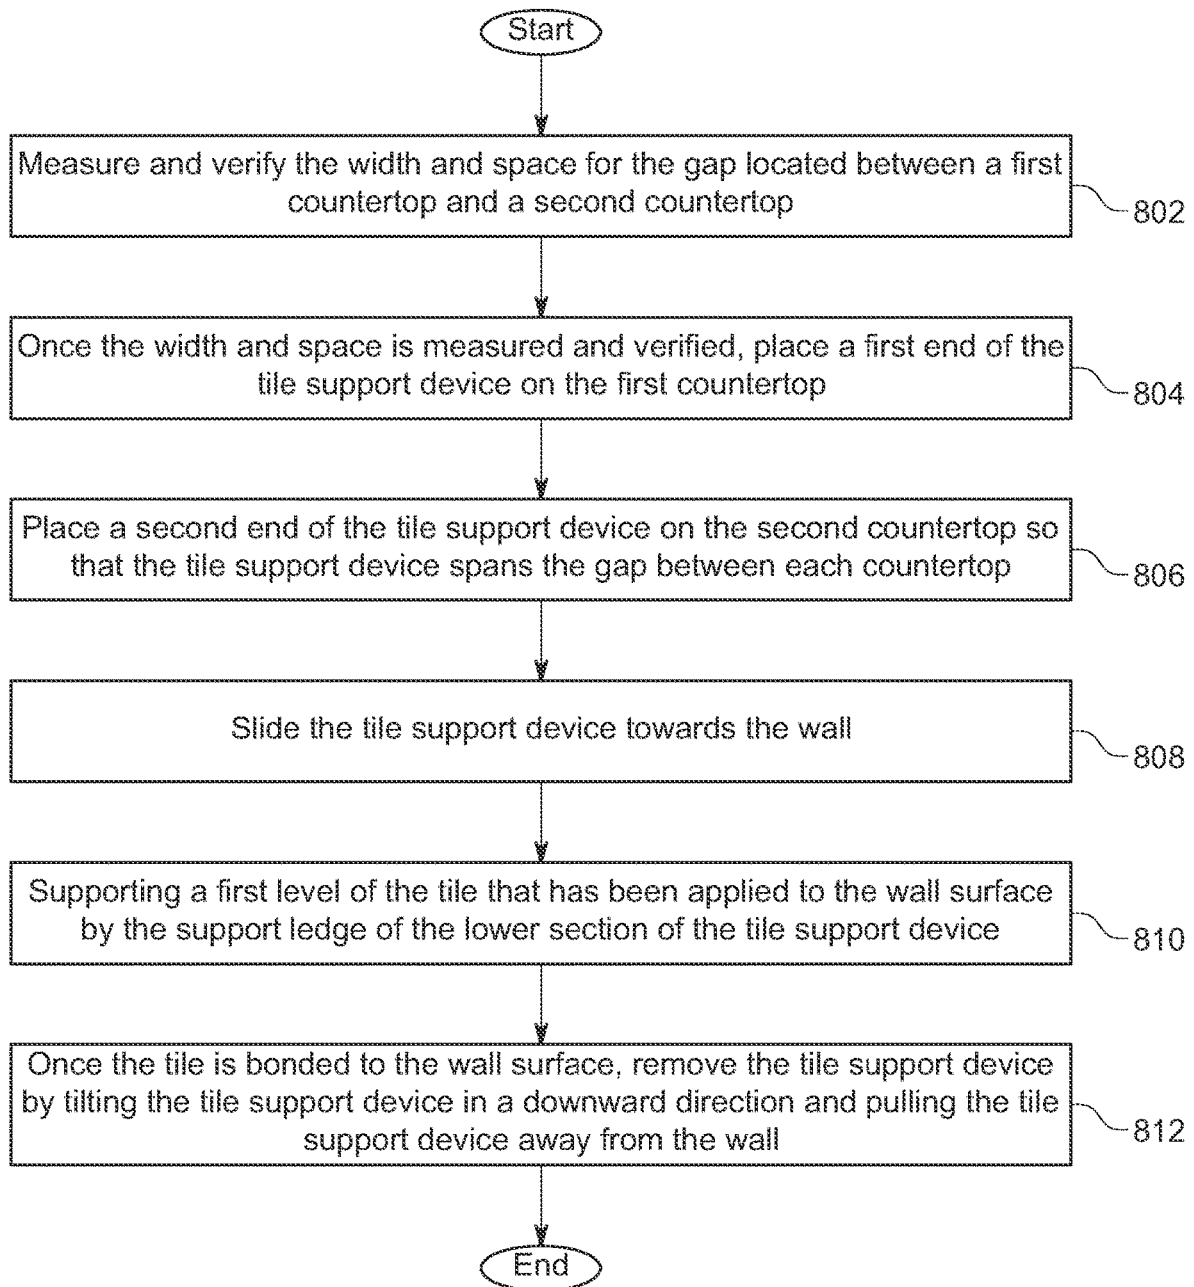 Start
Measure and verify the width and space for the gap located between a first
countertop and a second countertop
802
Once the width and space is measured and verified, place a first end of the
tile support device on the first countertop
804
Place a second end of the tile support device on the second countertop so
that the tile support device spans the gap between each countertop
806
Slide the tile support device towards the wall
808
Supporting a first level of the tile that has been applied to the wall surface
by the support ledge of the lower section of the tile support device
810
Once the tile is bonded to the wall surface, remove the tile support device
by tilting the tile support device in a downward direction and pulling the tile
support device away from the wall
812
End